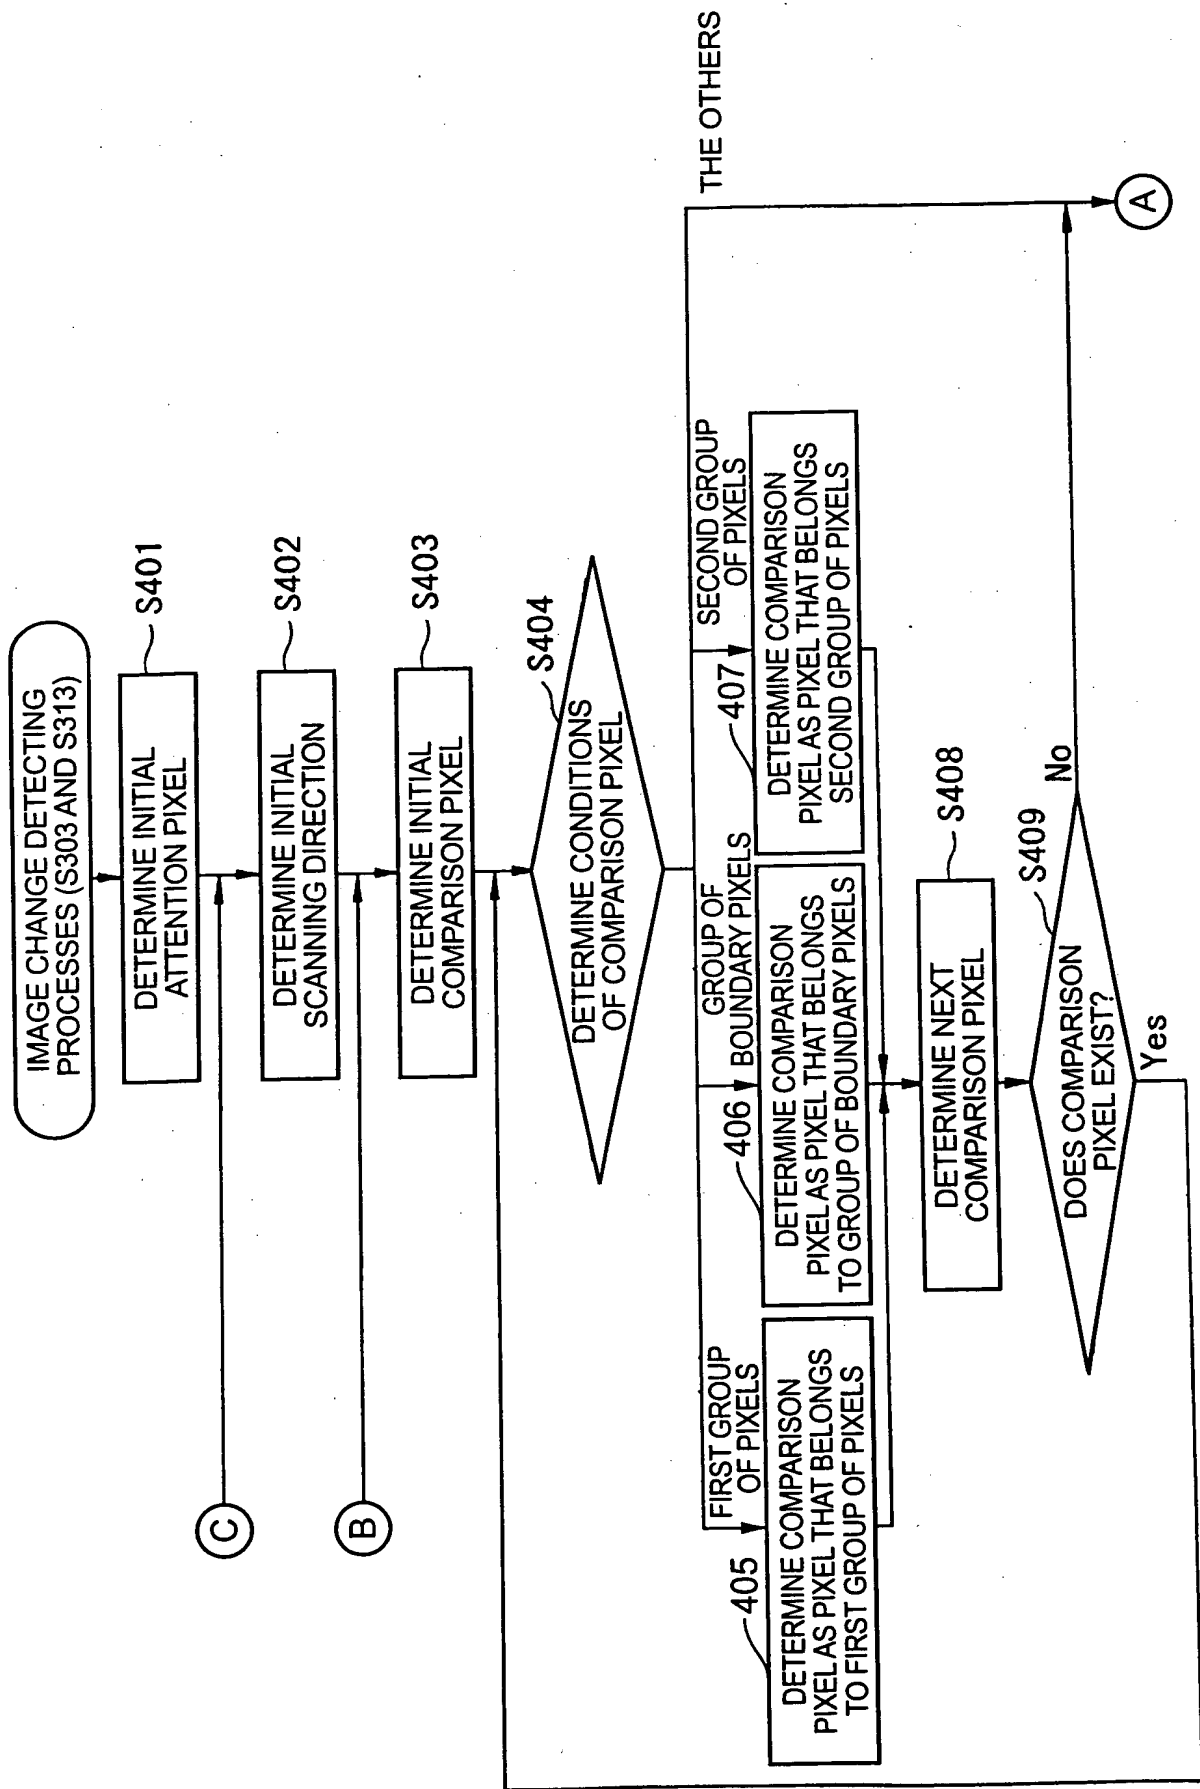 IMAGE CHANGE DETECTING
PROCESSES (S303 AND S313)
DETERMINE INITIAL
ATTENTION PIXEL
S401
C
DETERMINE INITIAL
SCANNING DIRECTION
S402
B
DETERMINE INITIAL
COMPARISON PIXEL
S403
DETERMINE CONDITIONS
OF COMPARISON PIXEL
S404
FIRST GROUP
OF PIXELS
GROUP OF
BOUNDARY PIXELS
SECOND GROUP
OF PIXELS
THE OTHERS
405
DETERMINE COMPARISON
PIXEL AS PIXEL THAT BELONGS
TO FIRST GROUP OF PIXELS
406
DETERMINE COMPARISON
PIXEL AS PIXEL THAT BELONGS
TO GROUP OF BOUNDARY PIXELS
407
DETERMINE COMPARISON
PIXEL AS PIXEL THAT BELONGS
SECOND GROUP OF PIXELS
DETERMINE NEXT
COMPARISON PIXEL
S408
DOES COMPARISON
PIXEL EXIST?
S409
No
Yes
A